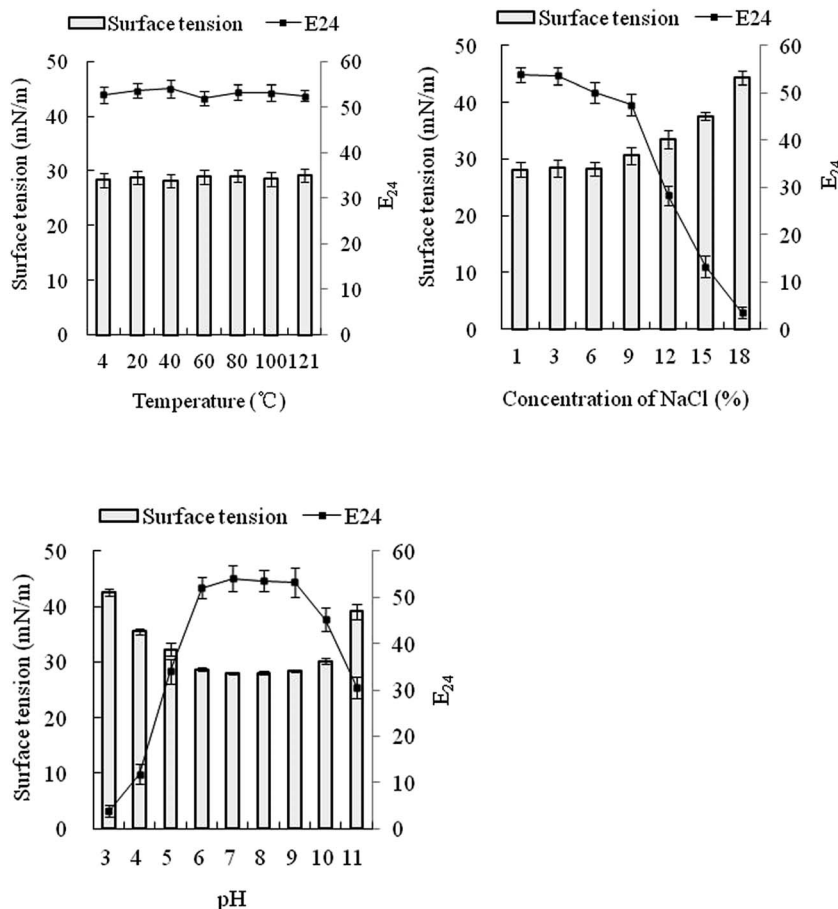 Surface tension E24
Surface tension (mN/m)
50
40
30
20
10
0
60
50
40
30
20
10
0
E24
4 20 40 60 80 100 121
Temperature (℃)
Surface tension E24
Surface tension (mN/m)
50
40
30
20
10
0
60
50
40
30
20
10
0
E24
1 3 6 9 12 15 18
Concentration of NaCl (%)
Surface tension E24
Surface tension (mN/m)
50
40
30
20
10
0
60
50
40
30
20
10
0
E24
3 4 5 6 7 8 9 10 11
pH